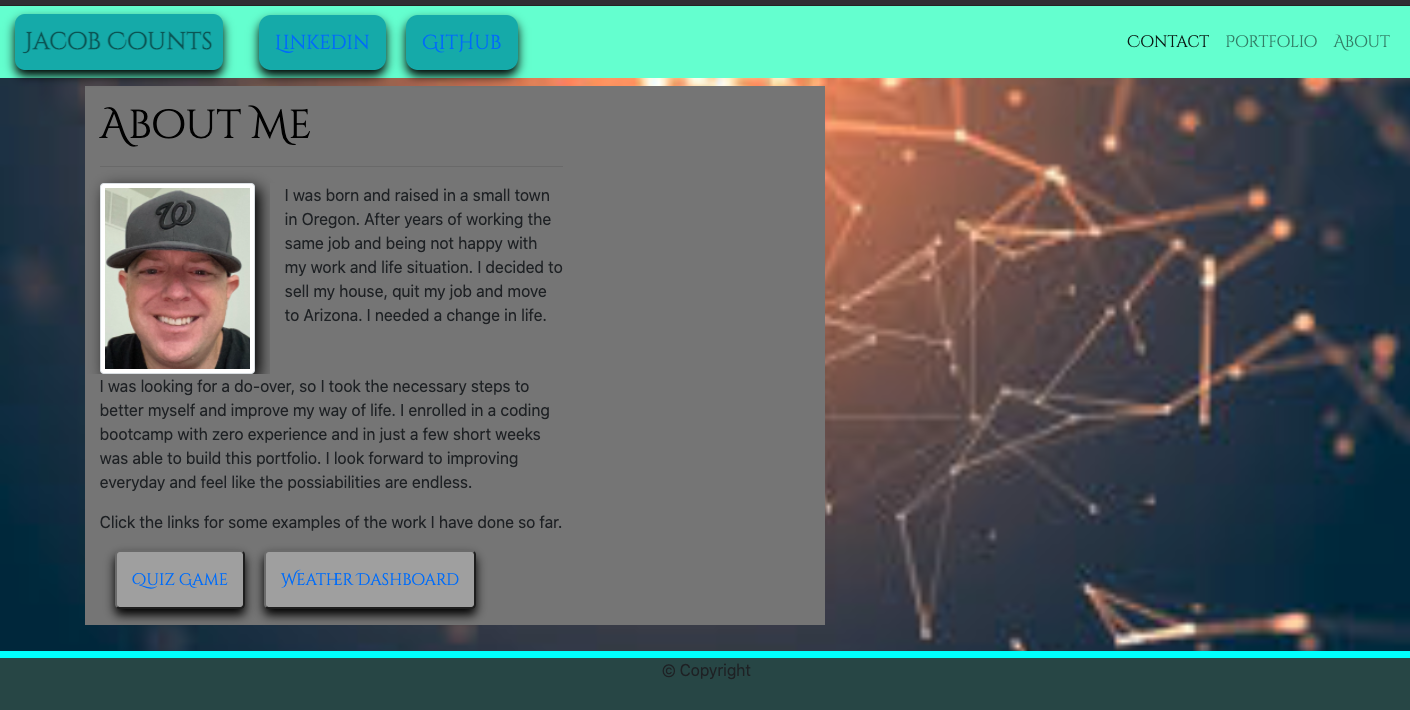 Jacob Counts
LinkedIn
GitHub
Contact
Portfolio
About
About Me
W
I was born and raised in a small town
in Oregon. After years of working the
same job and being not happy with
my work and life situation. I decided to
sell my house, quit my job and move
to Arizona. I needed a change in life.
I was looking for a do-over, so I took the necessary steps to
better myself and improve my way of life. I enrolled in a coding
bootcamp with zero experience and in just a few short weeks
was able to build this portfolio. I look forward to improving
everyday and feel like the possiabilities are endless.
Click the links for some examples of the work I have done so far.
Quiz Game
Weather Dashboard
© Copyright